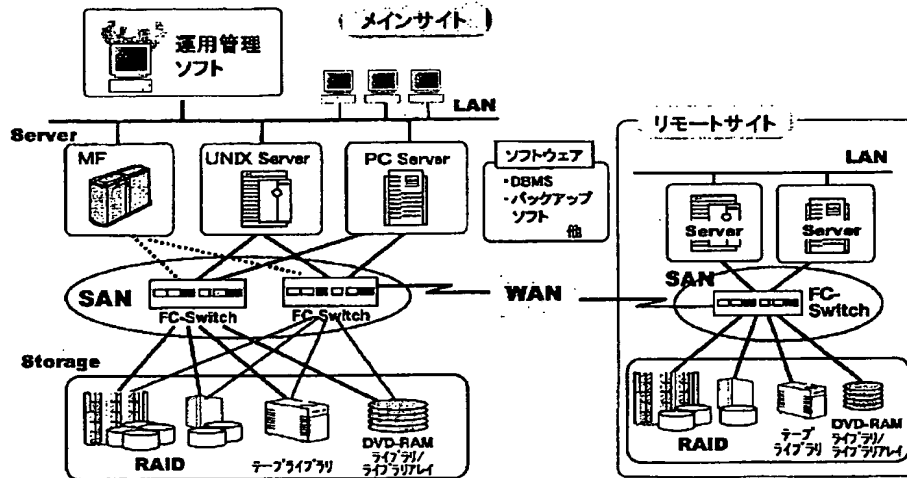 メインサイト
運用管理
ソフト
LAN
Server
MF
UNIX Server
PC Server
ソフトウェア
・DBMS
・バックアップ
ソフト
他
リモートサイト
LAN
Server
Server
SAN
FC-Switch
FC-Switch
WAN
SAN
FC-
Switch
Storage
RAID
テープライブラリ
DVD-RAM
ライブラリ/
ライブラリアレイ
RAID
テープ
ライブラリ
DVD-RAM
ライブラリ/
ライブラリアレイ